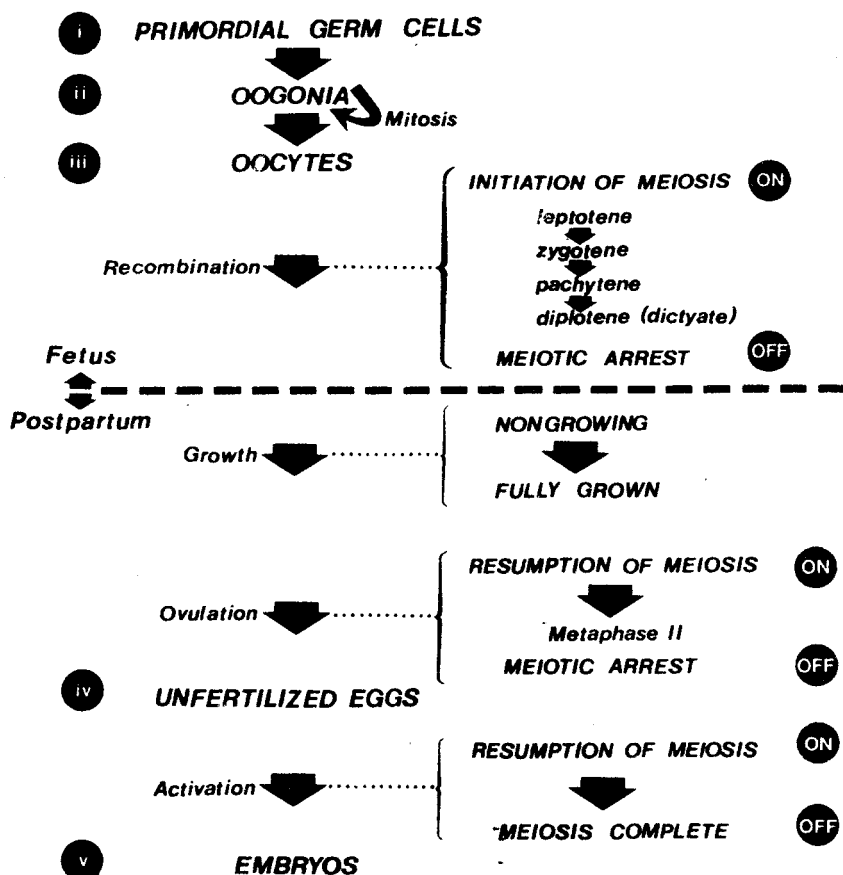 i PRIMORDIAL GERM CELLS
ii OOGONIA
Mitosis
iii OOCYTES
INITIATION OF MEIOSIS ON
leptotene
zygotene
Recombination
pachytene
diplotene (dictyate)
MEIOTIC ARREST OFF
Fetus
Postpartum
NONGROWING
Growth
FULLY GROWN
RESUMPTION OF MEIOSIS ON
Ovulation
Metaphase II
MEIOTIC ARREST OFF
iv UNFERTILIZED EGGS
RESUMPTION OF MEIOSIS ON
Activation
MEIOSIS COMPLETE OFF
v EMBRYOS